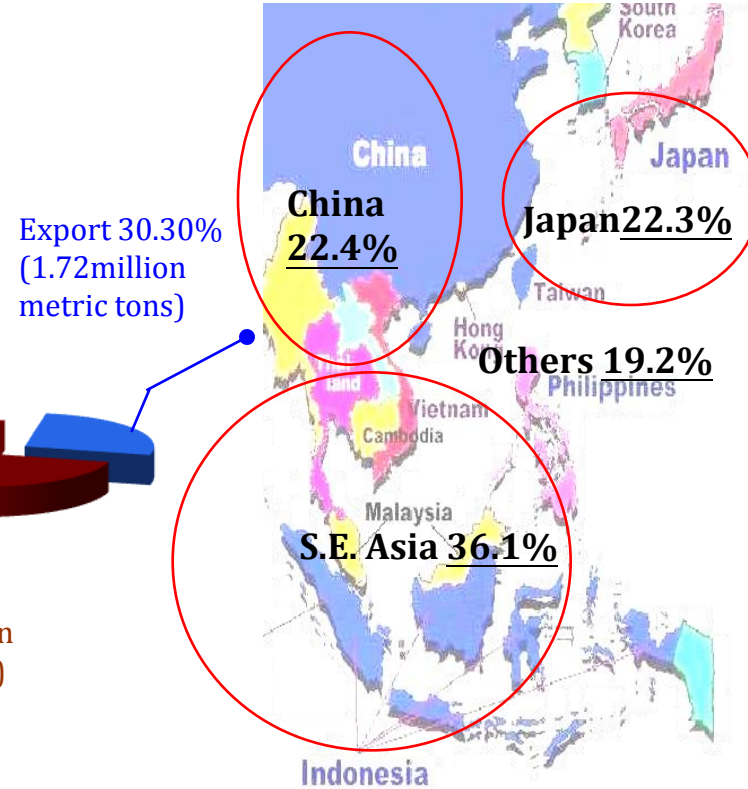 South
Korea
China
Japan
China
22.4%
Japan22.3%
Export 30.30%
(1.72million
metric tons)
Taiwan
Hong
Kong
Others 19.2%
land
Philippines
Vietnam
Cambodia
Malaysia
S.E. Asia 36.1%
n
)
Indonesia